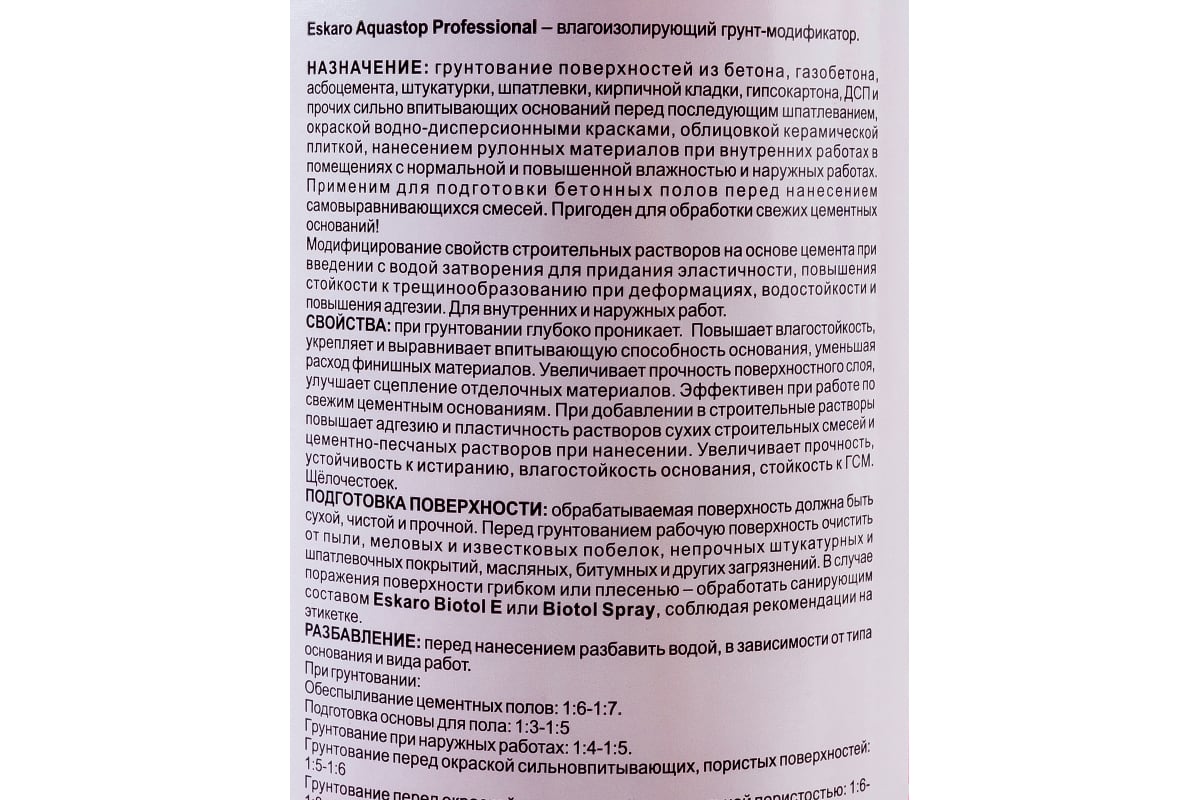 Eskaro Aquastop Professional – влагоизолирующий грунт-модификатор.
НАЗНАЧЕНИЕ: грунтование поверхностей из бетона, газобетона,
асбоцемента, штукатурки, шпатлевки, кирпичной кладки, гипсокартона, ДСП и
прочих сильно впитывающих оснований перед последующим шпатлеванием,
окраской водно-дисперсионными красками, облицовкой керамической
плиткой, нанесением рулонных материалов при внутренних работах в
помещениях с нормальной и повышенной влажностью и наружных работах.
Применим для подготовки бетонных полов перед нанесением
самовыравнивающихся смесей. Пригоден для обработки свежих цементных
оснований!
Модифицирование свойств строительных растворов на основе цемента при
введении с водой затворения для придания эластичности, повышения
стойкости к трещинообразованию при деформациях, водостойкости и
повышения адгезии. Для внутренних и наружных работ.
СВОЙСТВА: при грунтовании глубоко проникает. Повышает влагостойкость,
укрепляет и выравнивает впитывающую способность основания, уменьшая
расход финишных материалов. Увеличивает прочность поверхностного слоя,
улучшает сцепление отделочных материалов. Эффективен при работе по
свежим цементным основаниям. При добавлении в строительные растворы
повышает адгезию и пластичность растворов сухих строительных смесей и
цементно-песчаных растворов при нанесении. Увеличивает прочность,
устойчивость к истиранию, влагостойкость основания, стойкость к ГСМ.
Щёлочестоек.
ПОДГОТОВКА ПОВЕРХНОСТИ: обрабатываемая поверхность должна быть
сухой, чистой и прочной. Перед грунтованием рабочую поверхность очистить
от пыли, меловых и известковых побелок, непрочных штукатурных и
шпатлевочных покрытий, масляных, битумных и других загрязнений. В случае
поражения поверхности грибком или плесенью – обработать санирующим
составом Eskaro Biotol E или Biotol Spray, соблюдая рекомендации на
этикетке.
РАЗБАВЛЕНИЕ: перед нанесением разбавить водой, в зависимости от типа
основания и вида работ.
При грунтовании:
Обеспыливание цементных полов: 1:6-1:7.
Подготовка основы для пола: 1:3-1:5
Грунтование при наружных работах: 1:4-1:5.
Грунтование перед окраской сильновпитывающих, пористых поверхностей:
1:5-1:6
Грунтование перед пористостью: 1:6-